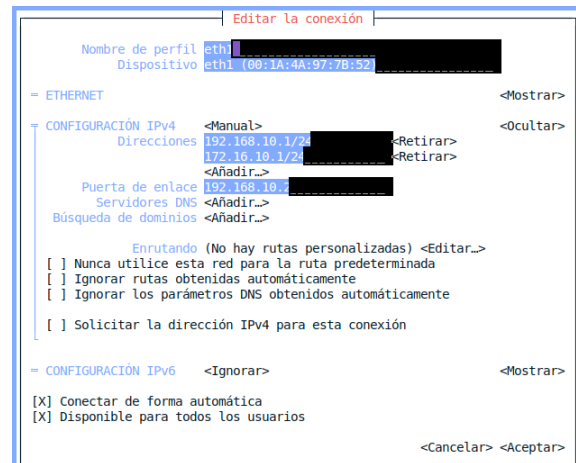 Editar la conexión
Nombre de perfil eth1
Dispositivo eth1 (00:1A:4A:97:7B:52)
= ETHERNET <Mostrar>
CONFIGURACIÓN IPv4 <Manual> <Ocultar>
Direcciones 192.168.10.1/24 <Retirar>
172.16.10.1/24 <Retirar>
<Añadir…>
Puerta de enlace 192.168.10.2
Servidores DNS <Añadir…>
Búsqueda de dominios <Añadir…>
Enrutando (No hay rutas personalizadas) <Editar…>
[ ] Nunca utilice esta red para la ruta predeterminada
[ ] Ignorar rutas obtenidas automáticamente
[ ] Ignorar los parámetros DNS obtenidos automáticamente
[ ] Solicitar la dirección IPv4 para esta conexión
= CONFIGURACIÓN IPv6 <Ignorar> <Mostrar>
[X] Conectar de forma automática
[X] Disponible para todos los usuarios
<Cancelar> <Aceptar>